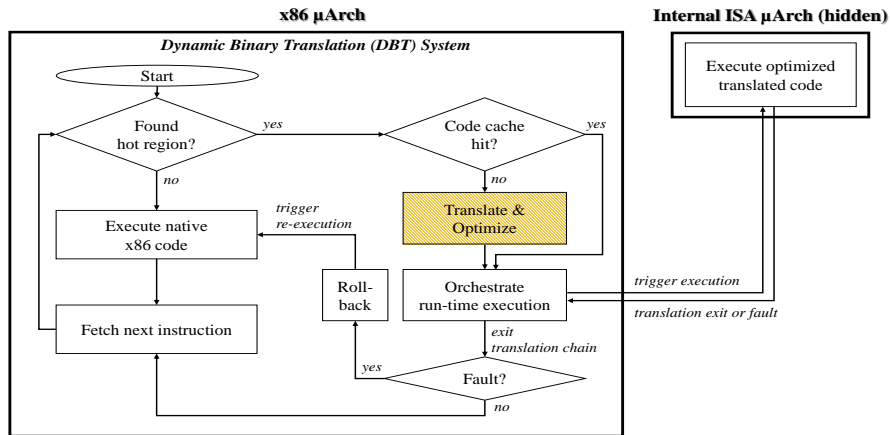 x86 µArch
Internal ISA µArch (hidden)
Dynamic Binary Translation (DBT) System
Start
Execute optimized
translated code
Found
hot region?
yes
Code cache
hit?
yes
no
no
Execute native
x86 code
trigger
re-execution
Translate &
Optimize
Roll-
back
Orchestrate
run-time execution
trigger execution
translation exit or fault
Fetch next instruction
exit
translation chain
yes
Fault?
no